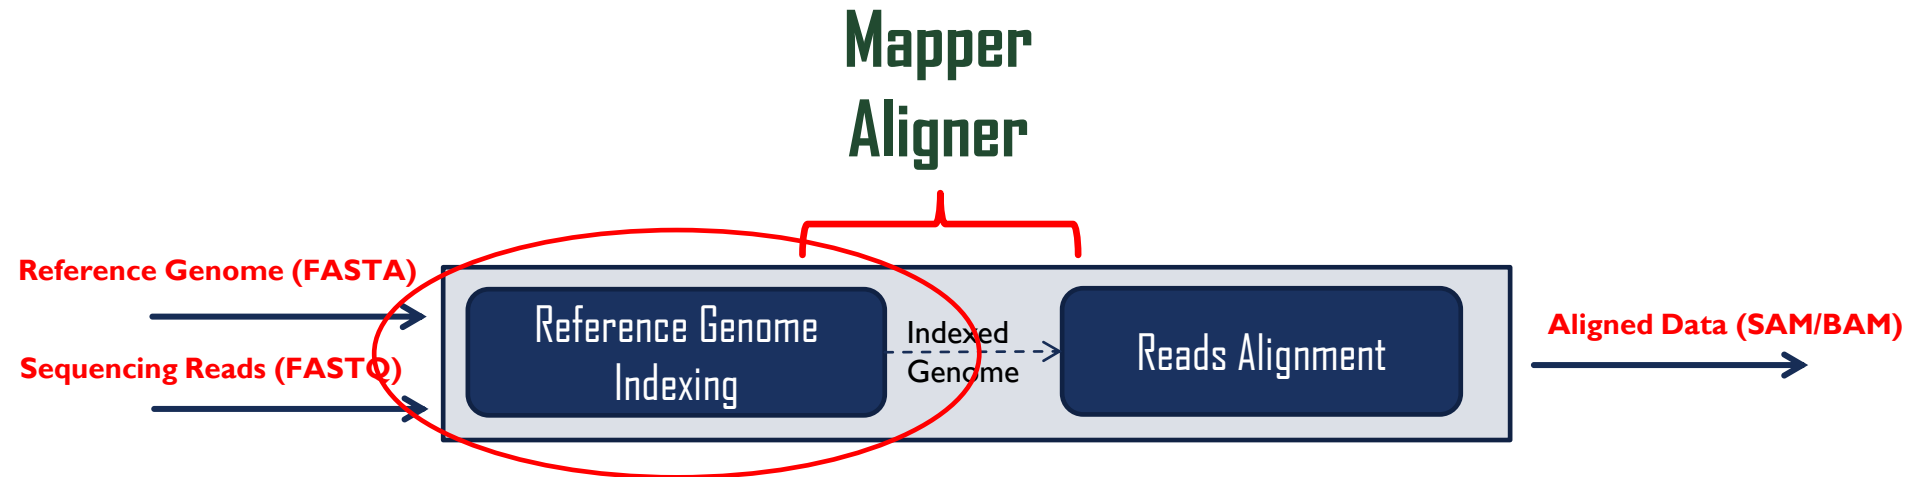 Mapper
Aligner
Reference Genome (FASTA)
Sequencing Reads (FASTQ)
Reference Genome
Indexing
Indexed
Genome
Reads Alignment
Aligned Data (SAM/BAM)